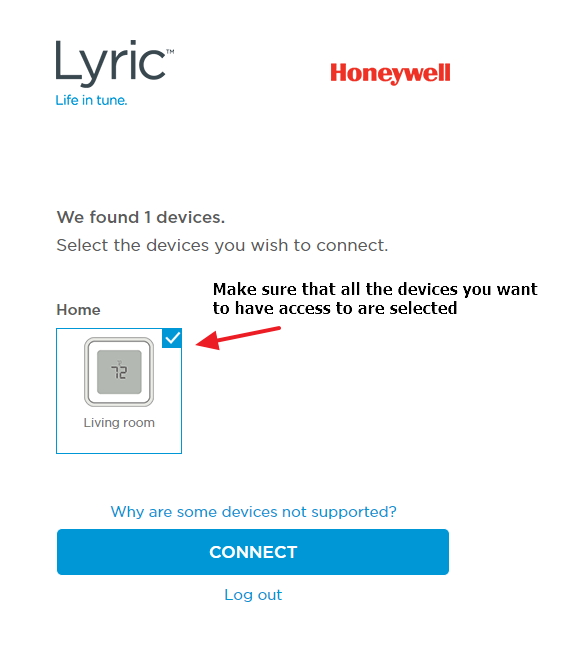 Lyric™
Life in tune.
Honeywell
We found 1 devices.
Select the devices you wish to connect.
Make sure that all the devices you want
to have access to are selected
Home
72
Living room
Why are some devices not supported?
CONNECT
Log out